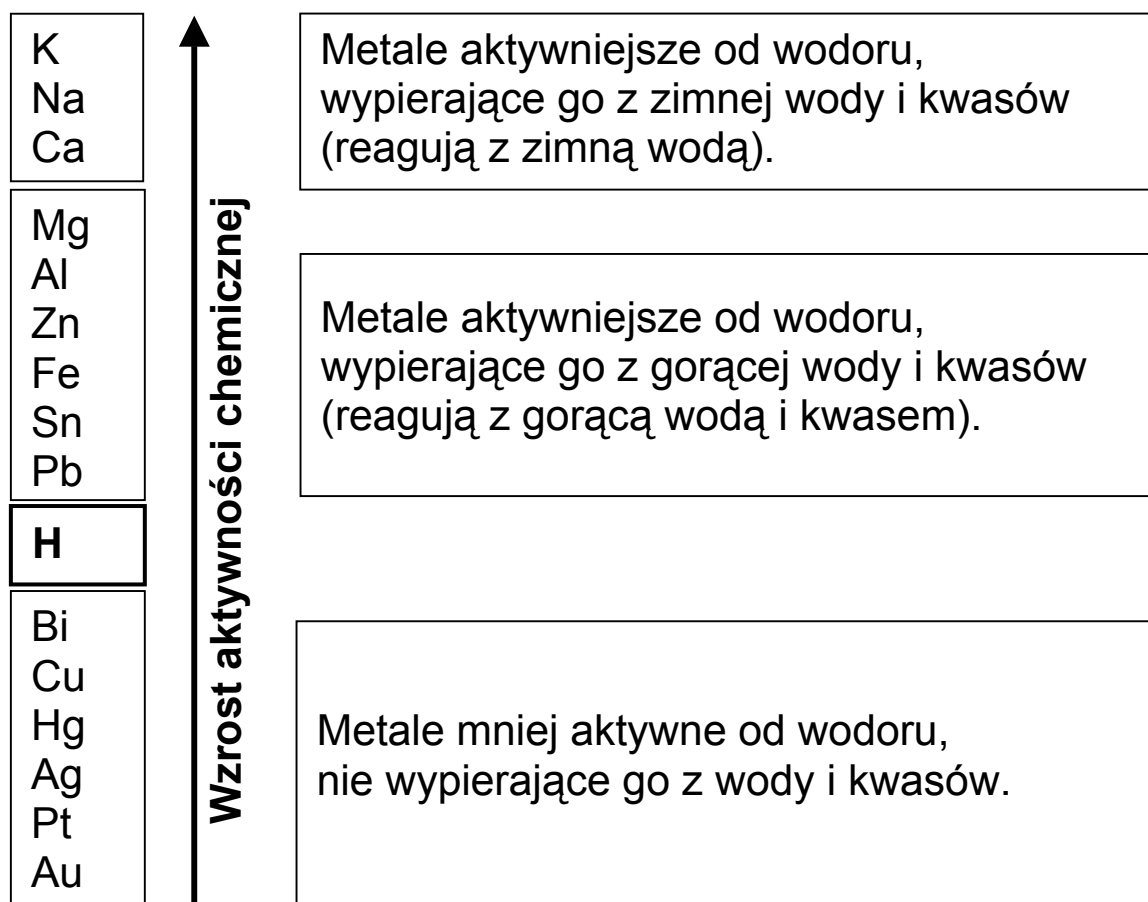 K
Na
Ca
Metale aktywniejsze od wodoru,
wypierające go z zimnej wody i kwasów
(reagują z zimną wodą).
Wzrost aktywności chemicznej
Mg
Al
Zn
Fe
Sn
Pb
Metale aktywniejsze od wodoru,
wypierające go z gorącej wody i kwasów
(reagują z gorącą wodą i kwasem).
H
Bi
Cu
Hg
Ag
Pt
Au
Metale mniej aktywne od wodoru,
nie wypierające go z wody i kwasów.